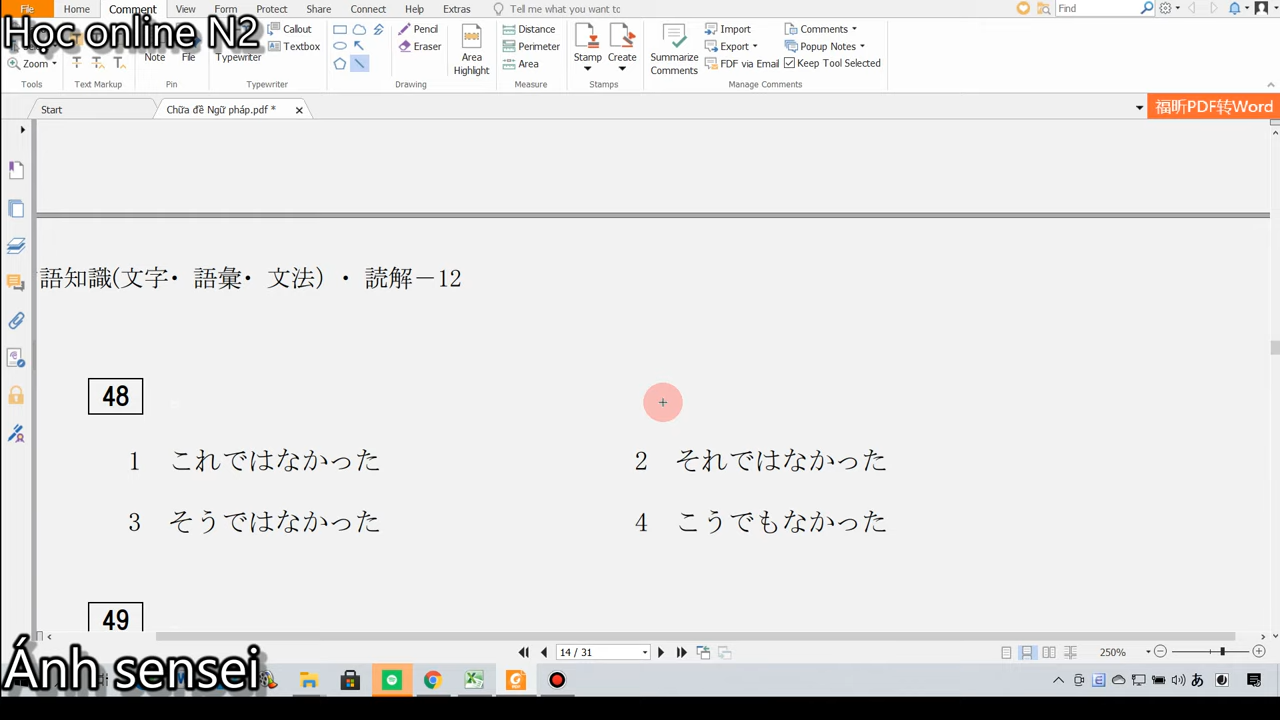 File Home Comment View Form Protect Share Connect Help Extras Tell me what you want tc Find
Học online N2
Callout Pencil Distance Import Comments
Textbox Eraser Perimeter Export Popup Notes
Zoom Note File Typewriter Area Highlight Area Stamp Create Summarize Comments FDF via Email Keep Tool Selected
Tools Text Markup Pin Typewriter Drawing Measure Stamps Manage Comments
Start Chữa đề Ngữ pháp.pdf * 福昕PDF转Word
語知識(文字・ 語彙・ 文法) ・ 読解－12
48
1 これではなかった 2 それではなかった
3 そうではなかった 4 こうでもなかった
49
14 / 31 250%
Ánh sensei
あ